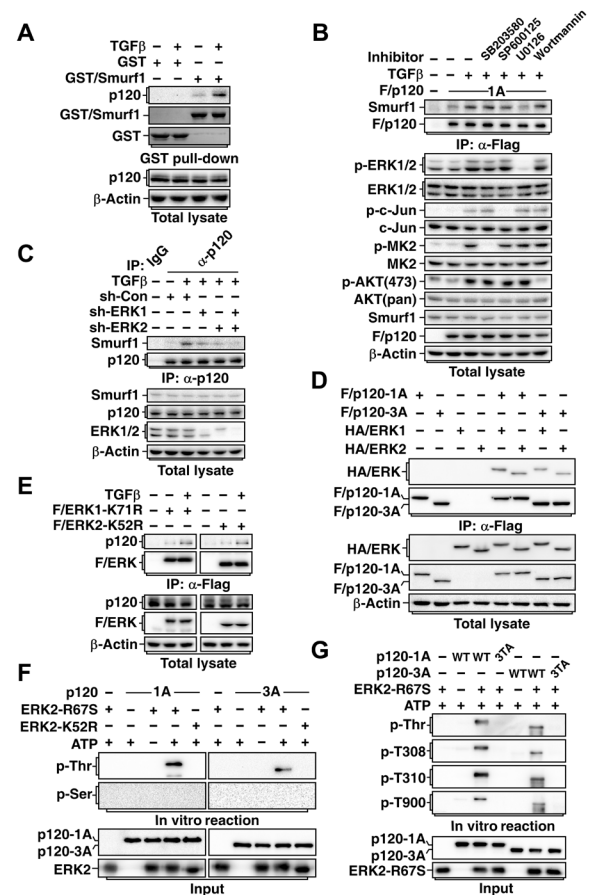 A
TGFβ – + – +
GST + + – –
GST/Smurf1 – – + +
p120
GST/Smurf1
GST
GST pull-down
p120
β-Actin
Total lysate
B
Inhibitor – – – SB203580 SP600125 U0126 Wortmannin
TGFβ – – + + + + +
F/p120 – 1A
Smurf1
F/p120
IP: α-Flag
p-ERK1/2
ERK1/2
p-c-Jun
c-Jun
p-MK2
MK2
p-AKT(473)
AKT(pan)
Smurf1
F/p120
β-Actin
Total lysate
C
IP: IgG α-p120
TGFβ – – + + + +
sh-Con + + + – – –
sh-ERK1 – – – + – +
sh-ERK2 – – – – + +
Smurf1
p120
IP: α-p120
Smurf1
p120
ERK1/2
β-Actin
Total lysate
D
F/p120-1A + – – – + + – –
F/p120-3A – + – – – – + +
HA/ERK1 – – + – + – + –
HA/ERK2 – – – + – + – +
HA/ERK
F/p120-1A
F/p120-3A
IP: α-Flag
HA/ERK
F/p120-1A
F/p120-3A
β-Actin
Total lysate
E
TGFβ – – + – – +
F/ERK1-K71R – + + – – –
F/ERK2-K52R – – – – + +
p120
F/ERK
IP: α-Flag
p120
F/ERK
β-Actin
Total lysate
F
p120 – 1A – 3A
ERK2-R67S + – + + – + – + + –
ERK2-K52R – – – – + – – – – +
ATP + + – + + + + – + +
p-Thr
p-Ser
In vitro reaction
p120-1A
p120-3A
ERK2
Input
G
p120-1A – WT WT 3TA – – –
p120-3A – – – – WT WT 3TA
ERK2-R67S + – + + – + +
ATP + + + + + + +
p-Thr
p-T308
p-T310
p-T900
In vitro reaction
p120-1A
p120-3A
ERK2-R67S
Input